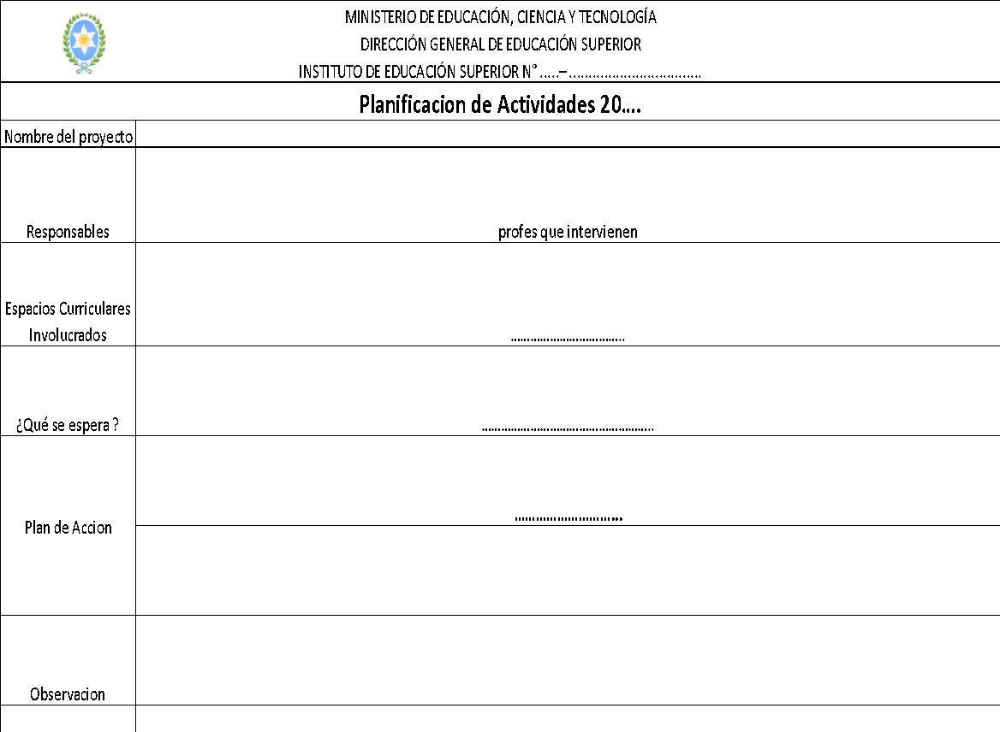 MINISTERIO DE EDUCACIÓN, CIENCIA Y TECNOLOGÍA
DIRECCIÓN GENERAL DE EDUCACIÓN SUPERIOR
INSTITUTO DE EDUCACIÓN SUPERIOR N° .....– ..................................
Planificacion de Actividades 20....
Nombre del proyecto
Responsables
profes que intervienen
Espacios Curriculares
Involucrados
..................................
¿Qué se espera ?
...................................................
Plan de Accion
...........................
Observacion